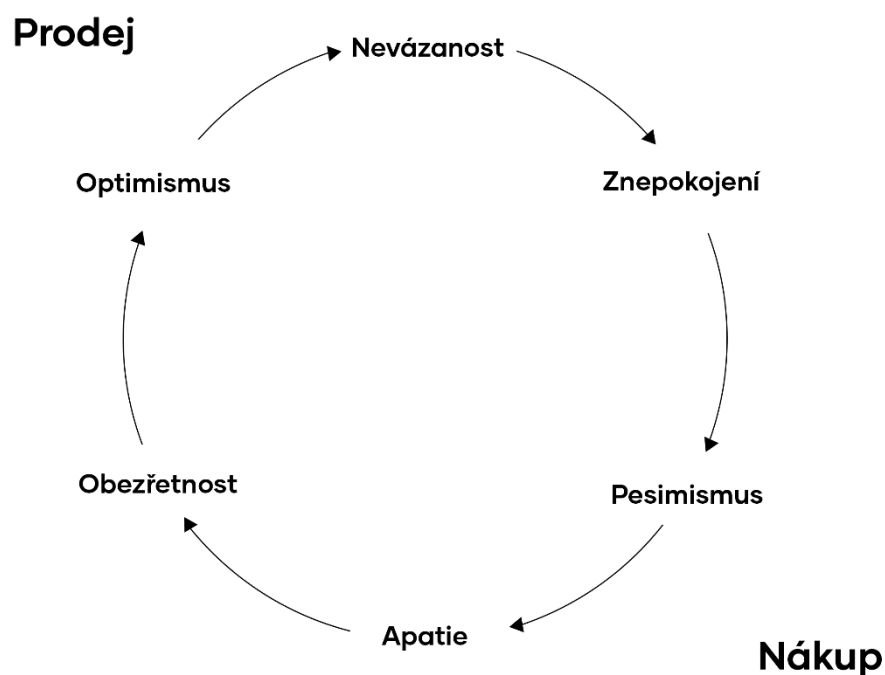 Prodej
Nevázanost
Optimismus
Znepokojení
Obezřetnost
Pesimismus
Apatie
Nákup